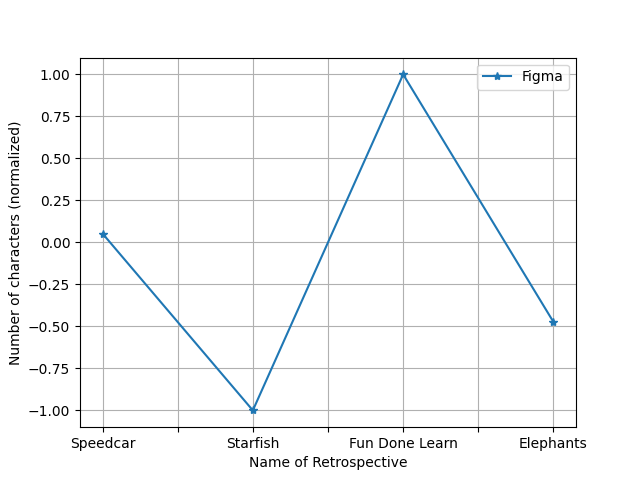 1.00
0.75
0.50
0.25
0.00
−0.25
−0.50
−0.75
−1.00
Number of characters (normalized)
Figma
Speedcar Starfish Fun Done Learn Elephants
Name of Retrospective